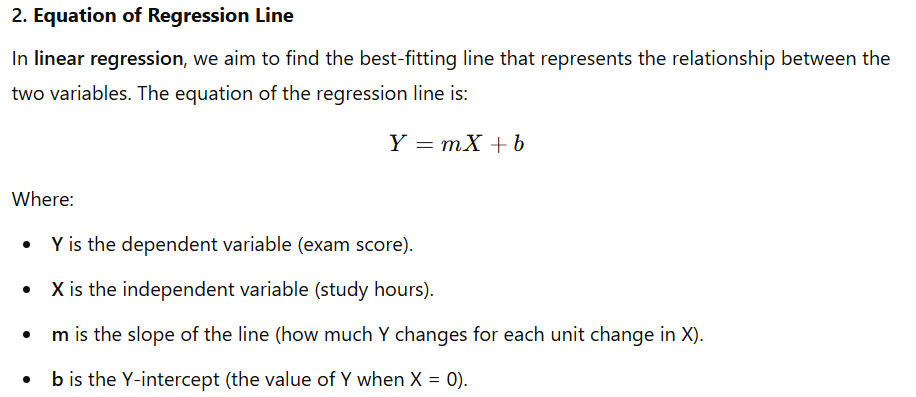 2. Equation of Regression Line
In linear regression, we aim to find the best-fitting line that represents the relationship between the
two variables. The equation of the regression line is:
Y = mX + b
Where:
• Y is the dependent variable (exam score).
• X is the independent variable (study hours).
• m is the slope of the line (how much Y changes for each unit change in X).
• b is the Y-intercept (the value of Y when X = 0).